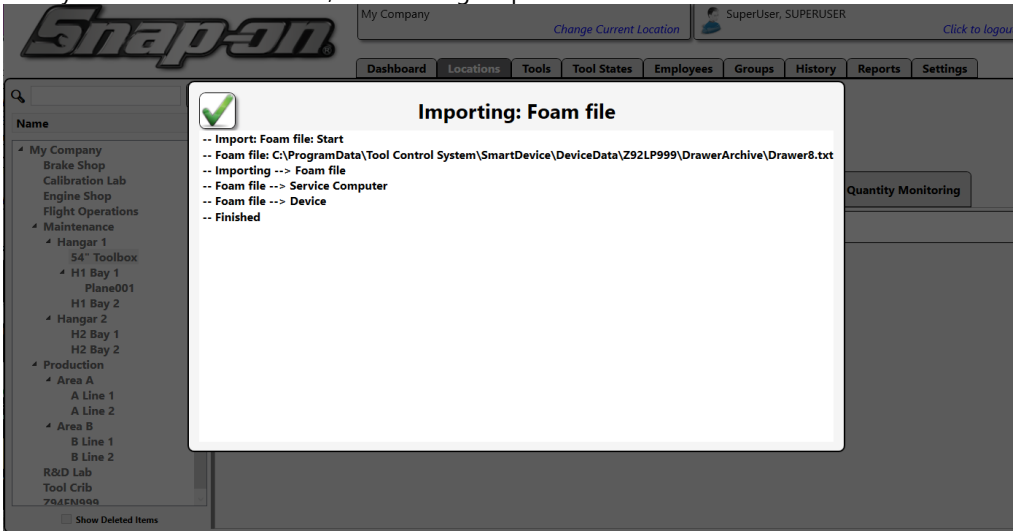 Snap-on
My Company
Change Current Location
SuperUser, SUPERUSER
Click to logou
Dashboard
Locations
Tools
Tool States
Employees
Groups
History
Reports
Settings
Name
My Company
Brake Shop
Calibration Lab
Engine Shop
Flight Operations
Maintenance
Hangar 1
54" Toolbox
H1 Bay 1
Plane001
H1 Bay 2
Hangar 2
H2 Bay 1
H2 Bay 2
Production
Area A
A Line 1
A Line 2
Area B
B Line 1
B Line 2
R&D Lab
Tool Crib
Z94FN999
Show Deleted Items
Importing: Foam file
-- Import: Foam file: Start
-- Foam file: C:\ProgramData\Tool Control System\SmartDevice\DeviceData\Z92LP999\DrawerArchive\Drawer8.txt
-- Importing --> Foam file
-- Foam file --> Service Computer
-- Foam file --> Device
-- Finished
Quantity Monitoring